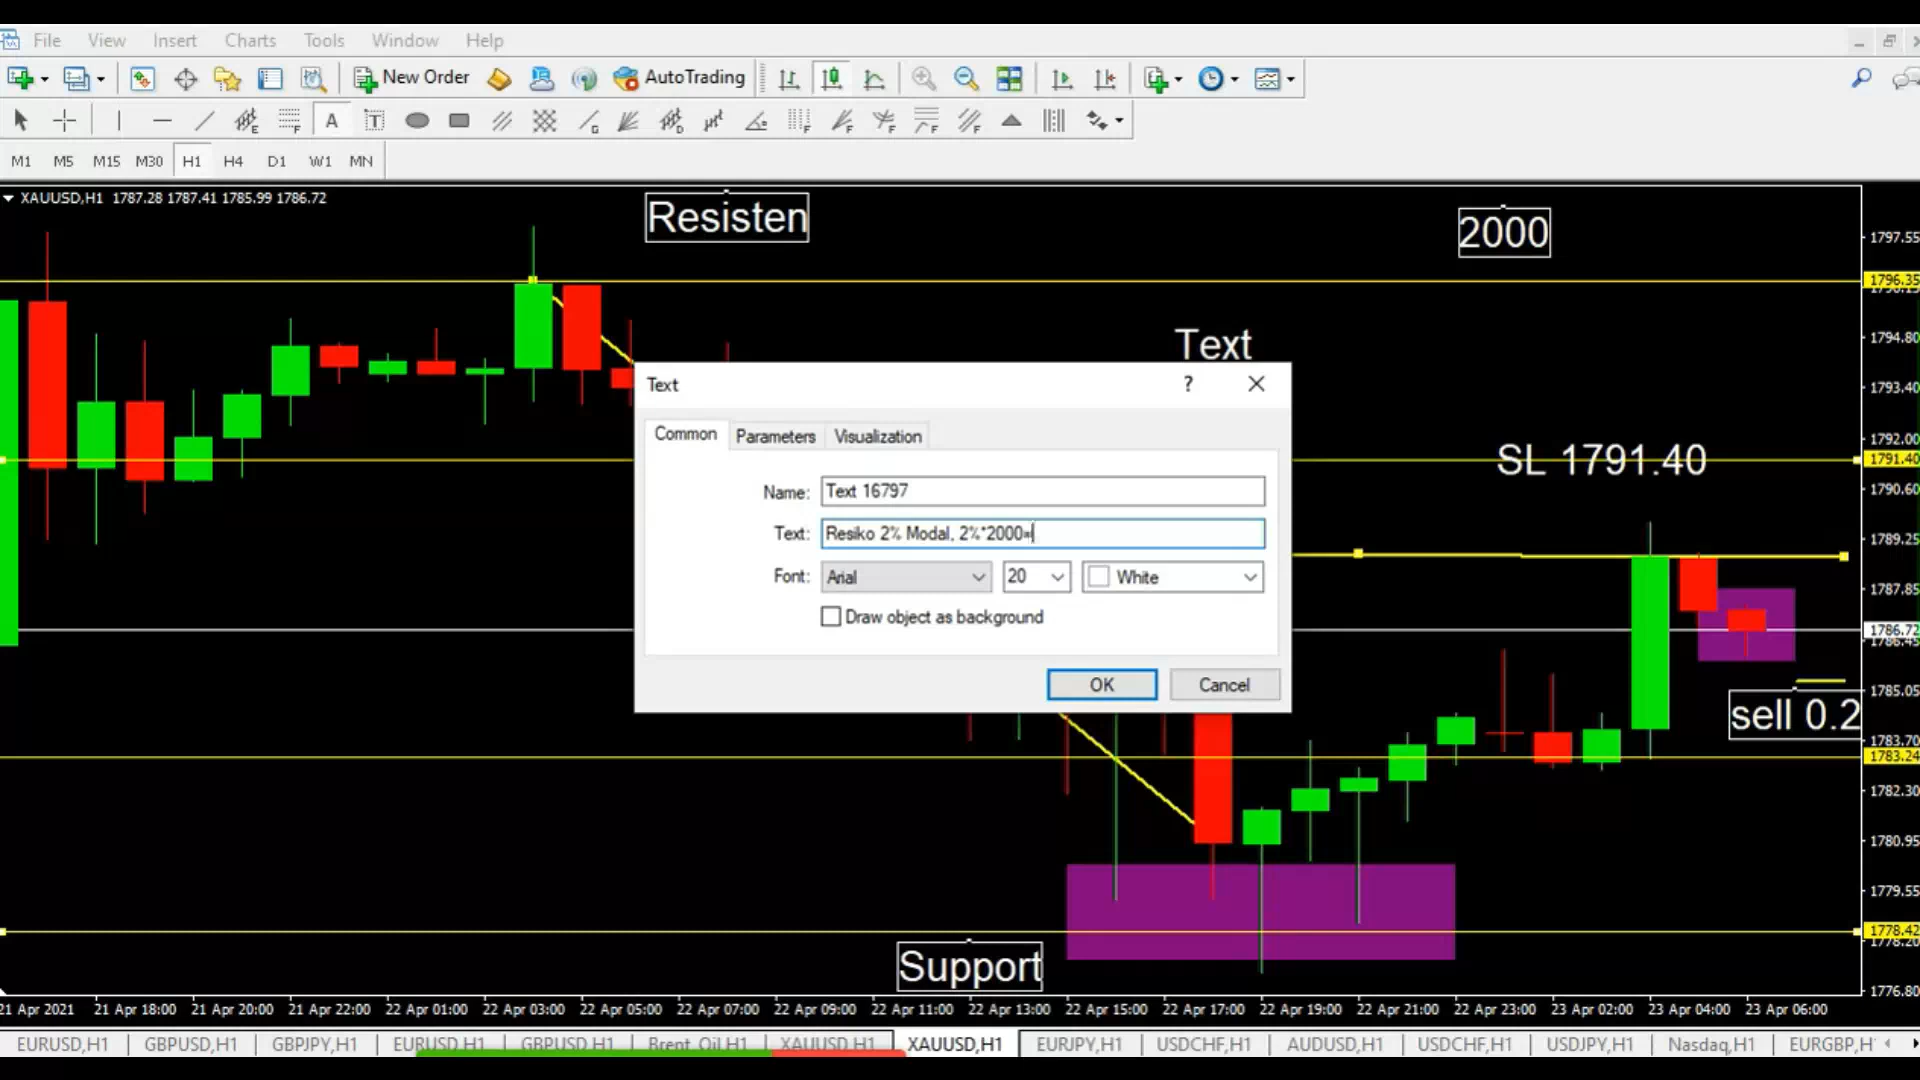 File View Insert Charts Tools Window Help
New Order AutoTrading
A T
M1 M5 M15 M30 H1 H4 D1 W1 MN
XAUUSD,H1 1787.28 1787.41 1785.99 1786.72
Resisten
2000
1797.55
1796.35
Text
1794.80
1793.40
1792.00
SL 1791.40
1791.40
1790.60
1789.25
1787.85
1786.72
1786.45
1785.05
sell 0.2
1783.70
1783.24
1782.30
1780.95
1779.55
1778.42
1778.20
1776.80
Text ?
Common Parameters Visualization
Name: Text 16797
Text: Resiko 2% Modal, 2%*2000=
Font: Arial 20 White
Draw object as background
OK Cancel
Support
21 Apr 2021 21 Apr 18:00 21 Apr 20:00 21 Apr 22:00 22 Apr 01:00 22 Apr 03:00 22 Apr 05:00 22 Apr 07:00 22 Apr 09:00 22 Apr 11:00 22 Apr 13:00 22 Apr 15:00 22 Apr 17:00 22 Apr 19:00 22 Apr 21:00 22 Apr 23:00 23 Apr 02:00 23 Apr 04:00 23 Apr 06:00
EURUSD,H1 GBPUSD,H1 GBPJPY,H1 EURUSD,H1 GBPUSD,H1 Brent_Oil,H1 XAUUSD,H1 XAUUSD,H1 EURJPY,H1 USDCHF,H1 AUDUSD,H1 USDCHF,H1 USDJPY,H1 Nasdaq,H1 EURGBP,H